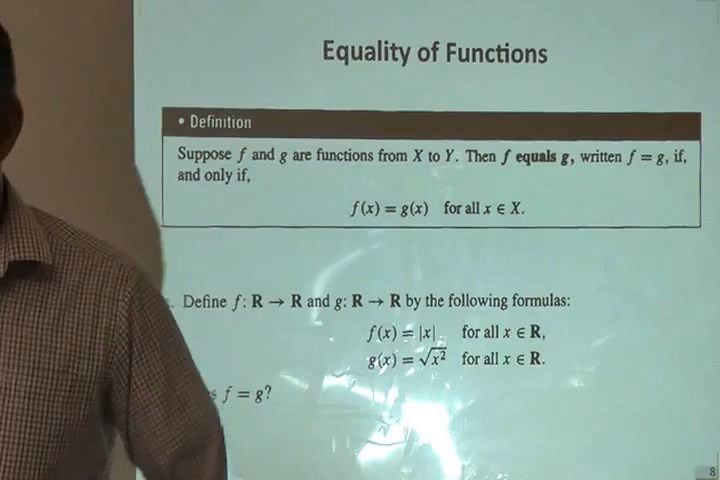 Equality of Functions
• Definition
Suppose f and g are functions from X to Y. Then f equals g, written f = g, if,
and only if,
f(x) = g(x) for all x ∈ X.
. Define f: R → R and g: R → R by the following formulas:
f(x) = |x| for all x ∈ R,
g(x) = √x² for all x ∈ R.
s f = g?
8